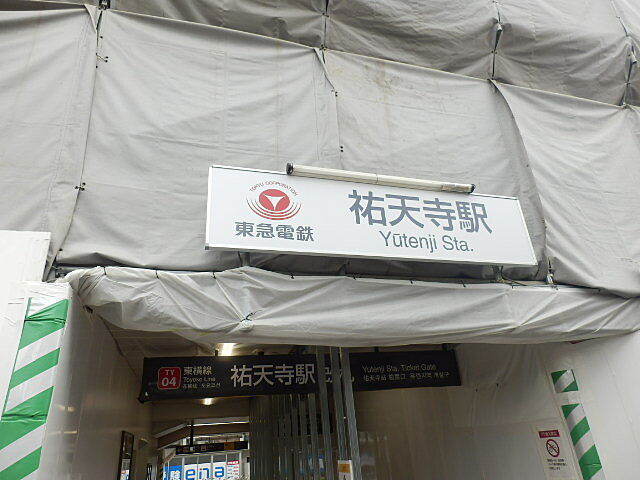 TOKYU CORPORATION
東急電鉄
祐天寺駅
Yūtenji Sta.
TY
04
東横線
Toyoko Line
祐天寺駅
Yutenji Sta. Ticket Gate
ena